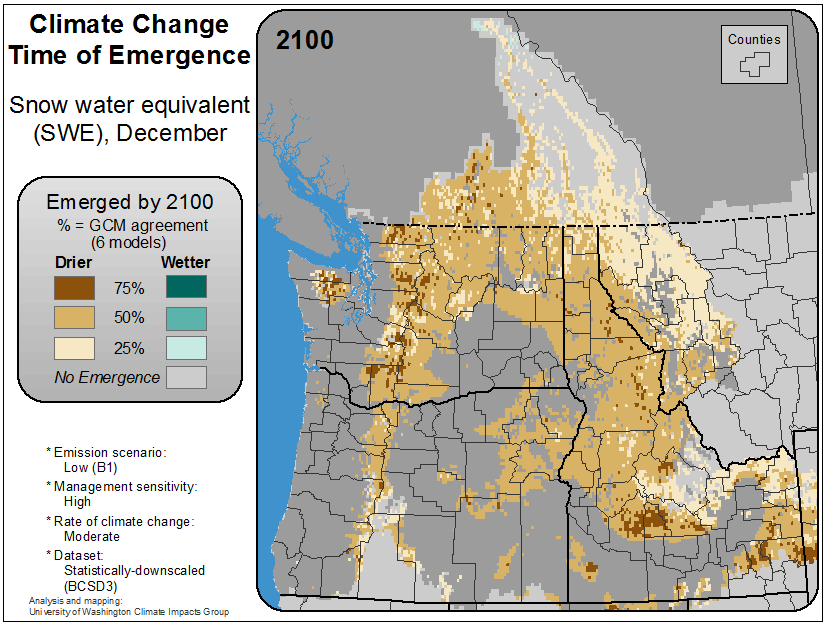 Climate Change
Time of Emergence
Snow water equivalent
(SWE), December
Emerged by 2100
% = GCM agreement
(6 models)
Drier Wetter
75%
50%
25%
No Emergence
* Emission scenario:
Low (B1)
* Management sensitivity:
High
* Rate of climate change:
Moderate
* Dataset:
Statistically-downscaled
(BCSD3)
Analysis and mapping:
University of Washington Climate Impacts Group
2100
Counties